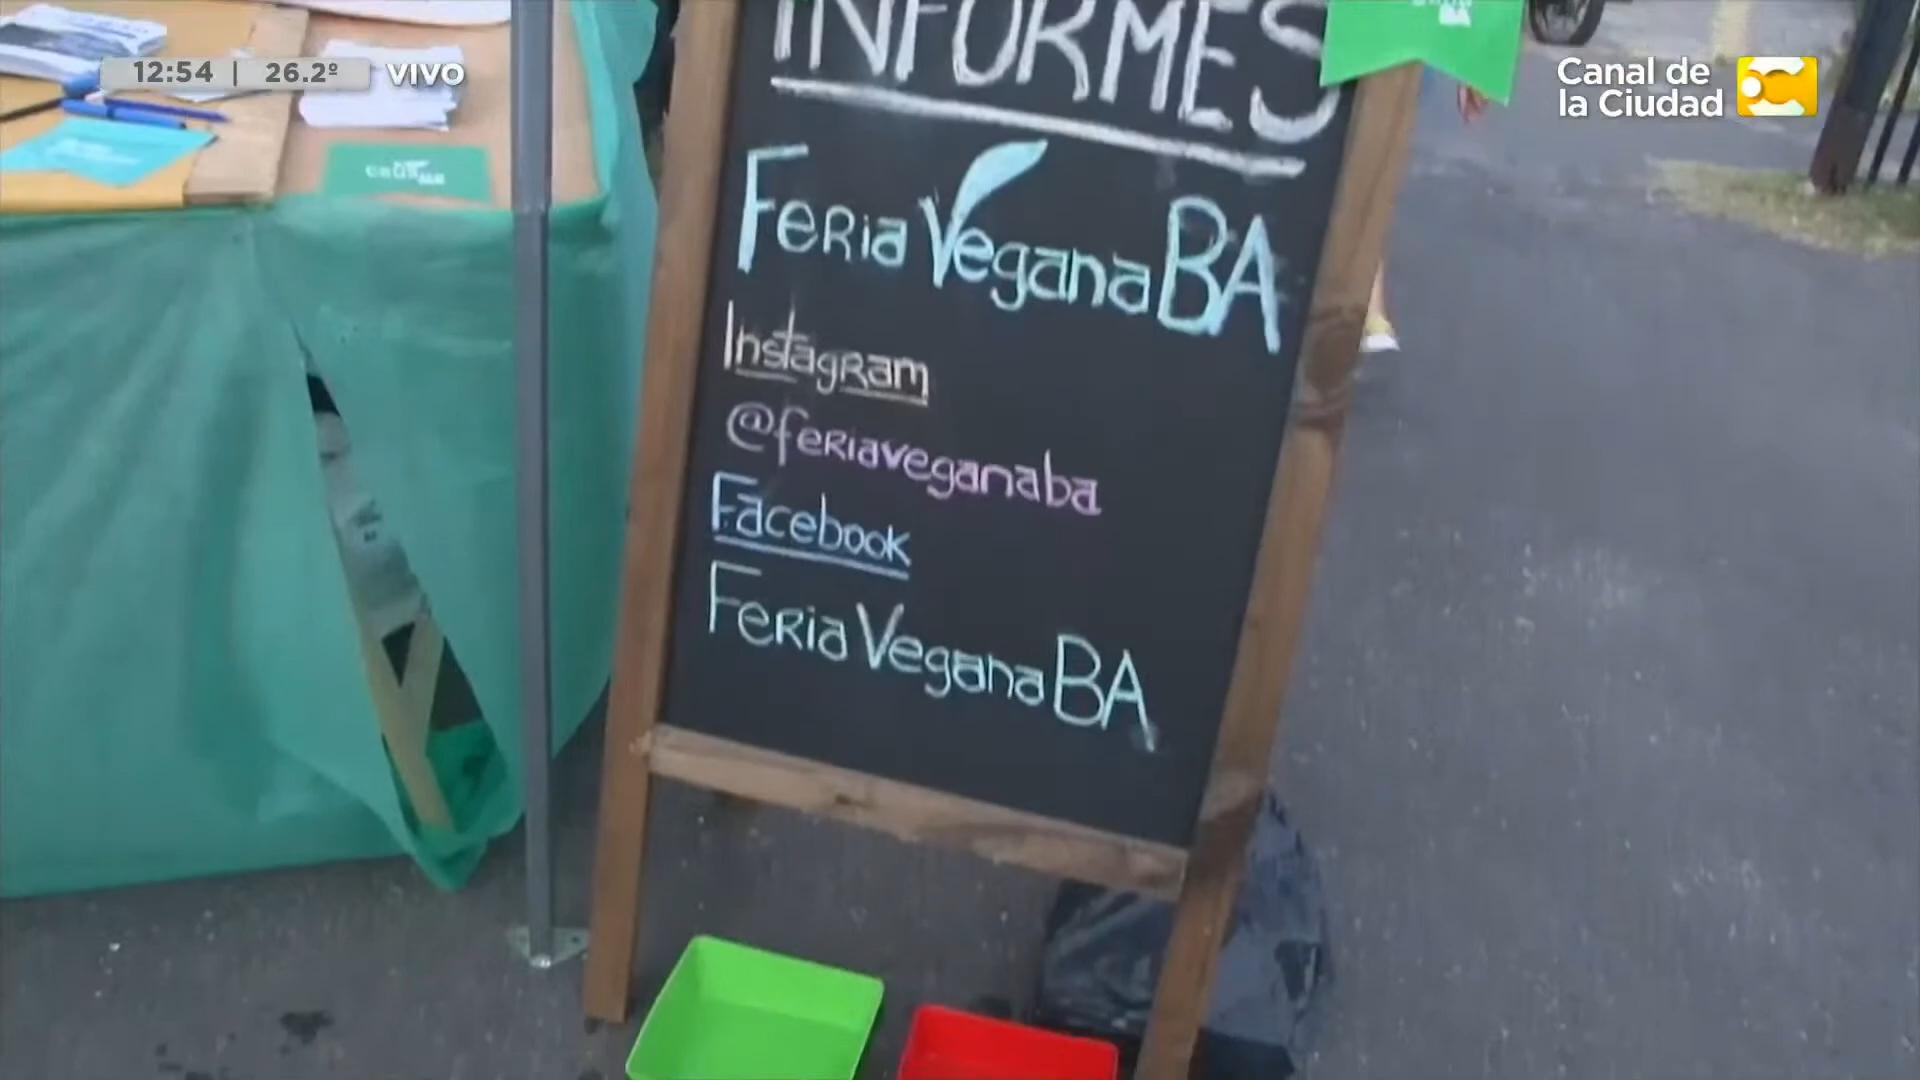 12:54 | 26.2º VIVO
Canal de
la Ciudad
INFORMES
Feria Vegana BA
Instagram
@feriaveganaba
Facebook
Feria Vegana BA